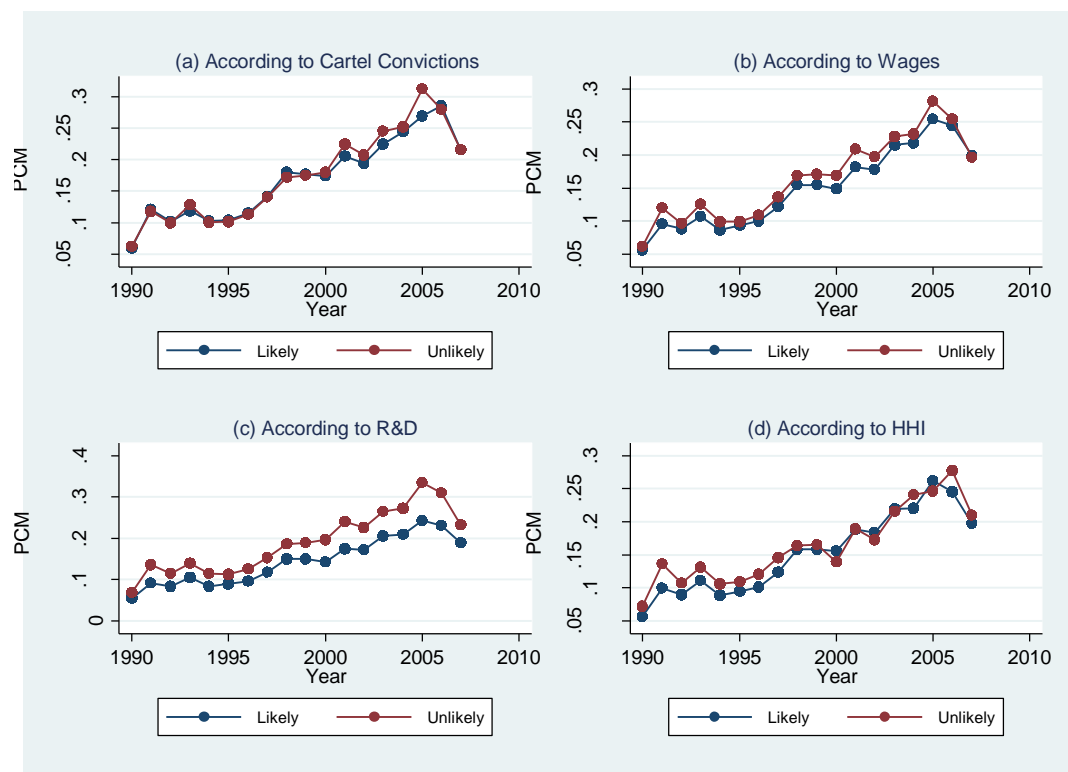 (a) According to Cartel Convictions
PCM
.05 .1 .15 .2 .25 .3
1990 1995 2000 2005 2010
Year
Likely Unlikely
(b) According to Wages
PCM
.05 .1 .15 .2 .25 .3
1990 1995 2000 2005 2010
Year
Likely Unlikely
(c) According to R&D
PCM
0 .1 .2 .3 .4
1990 1995 2000 2005 2010
Year
Likely Unlikely
(d) According to HHI
PCM
.05 .1 .15 .2 .25 .3
1990 1995 2000 2005 2010
Year
Likely Unlikely